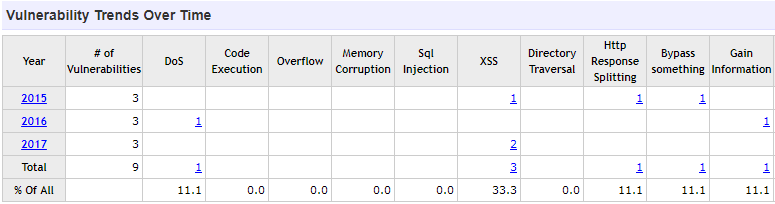 Vulnerability Trends Over Time
Year # of Vulnerabilities DoS Code Execution Overflow Memory Corruption Sql Injection XSS Directory Traversal Http Response Splitting Bypass something Gain Information
2015 3 1 1 1
2016 3 1 1
2017 3 2
Total 9 1 3 1 1 1
% Of All 11.1 0.0 0.0 0.0 0.0 33.3 0.0 11.1 11.1 11.1